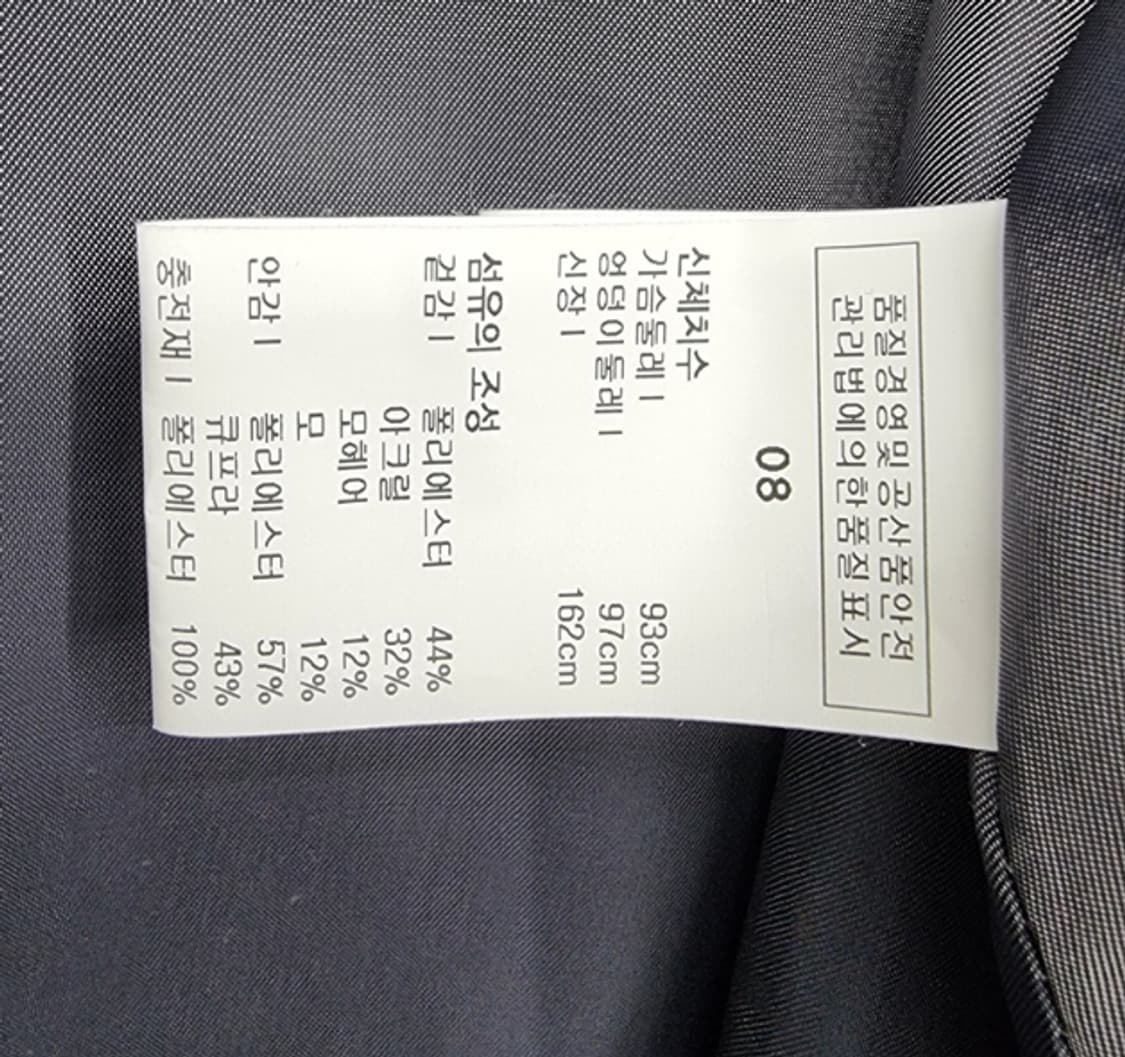 품질경영및공산품안전
관리법에의한품질표시
08
신체치수
가슴둘레 | 93cm
엉덩이둘레 | 97cm
신장 | 162cm
섬유의 조성
겉감 | 폴리에스터 44%
아크릴 32%
모헤어 12%
모 12%
안감 | 폴리에스터 57%
큐프라 43%
충전재 | 폴리에스터 100%